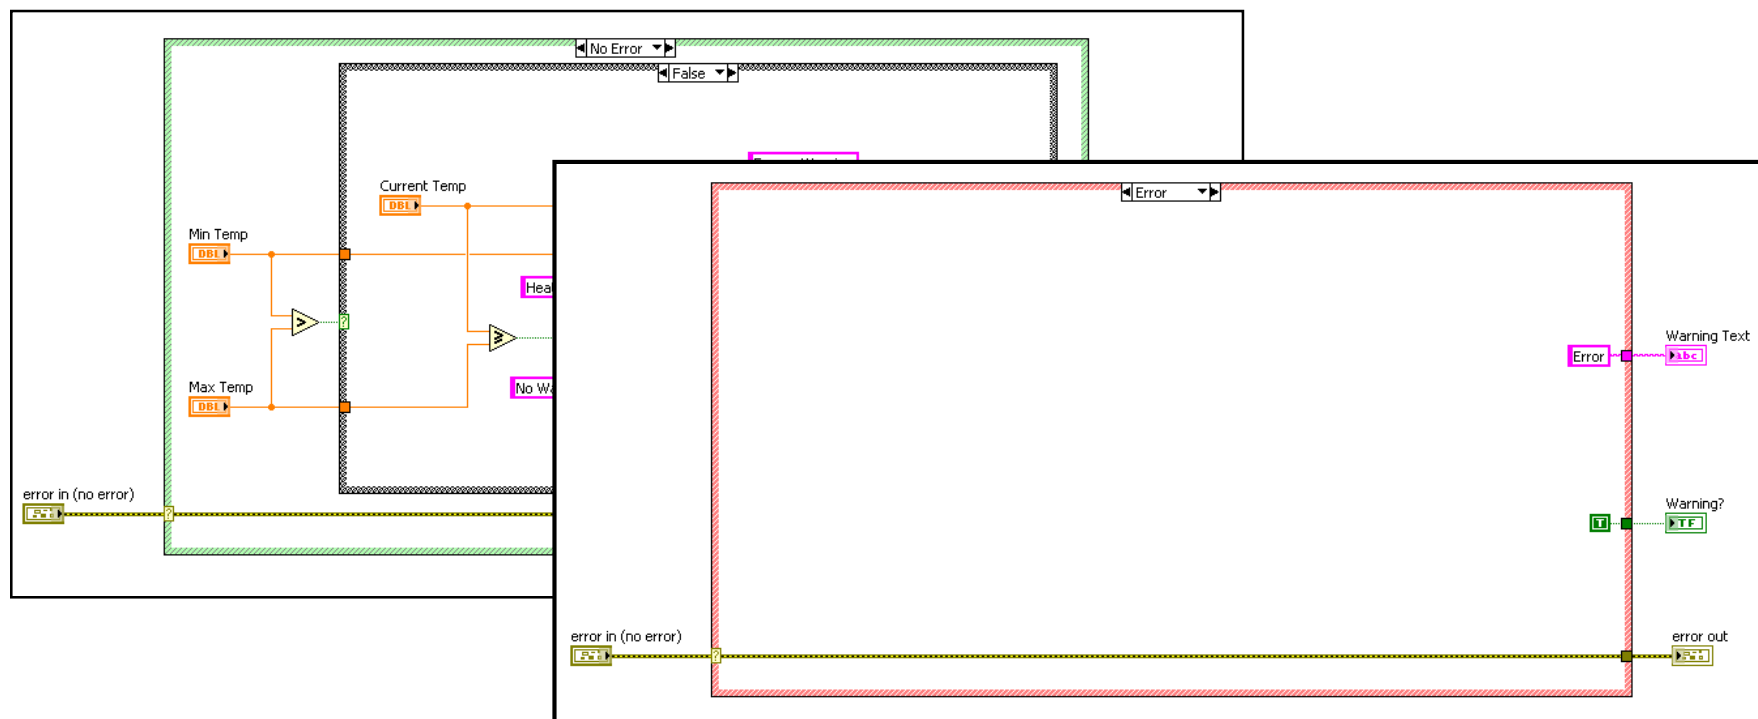 No Error
False
Current Temp
DBL
Min Temp
DBL
?
>
Max Temp
DBL
error in (no error)
?
Error
Error
Warning Text
abc
T
Warning?
TF
error in (no error)
?
error out